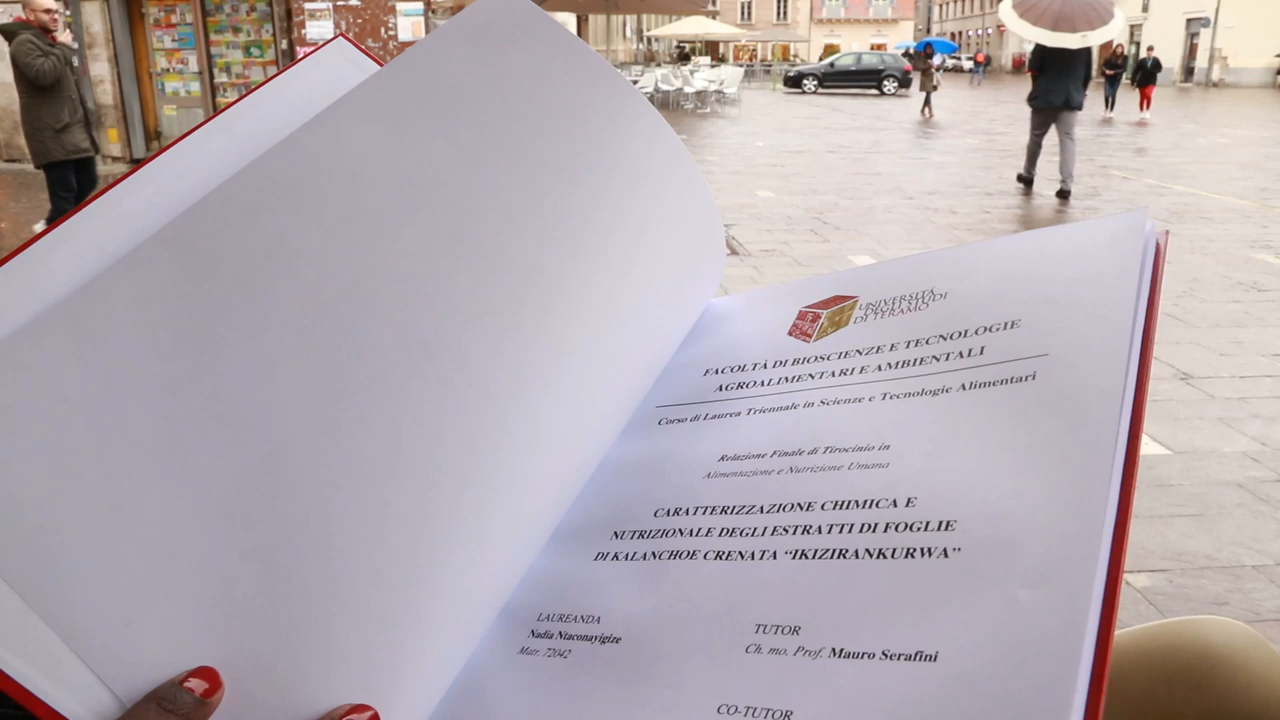 UNIVERSITÀ
DEGLI STUDI
DI TERAMO
FACOLTÀ DI BIOSCIENZE E TECNOLOGIE
AGROALIMENTARI E AMBIENTALI
Corso di Laurea Triennale in Scienze e Tecnologie Alimentari
Relazione Finale di Tirocinio in
Alimentazione e Nutrizione Umana
CARATTERIZZAZIONE CHIMICA E
NUTRIZIONALE DEGLI ESTRATTI DI FOGLIE
DI KALANCHOE CRENATA “IKIZIRANKURWA”
LAUREANDA
Nadia Ntaconayigize
Matr. 72042
TUTOR
Ch. mo. Prof. Mauro Serafini
CO-TUTOR